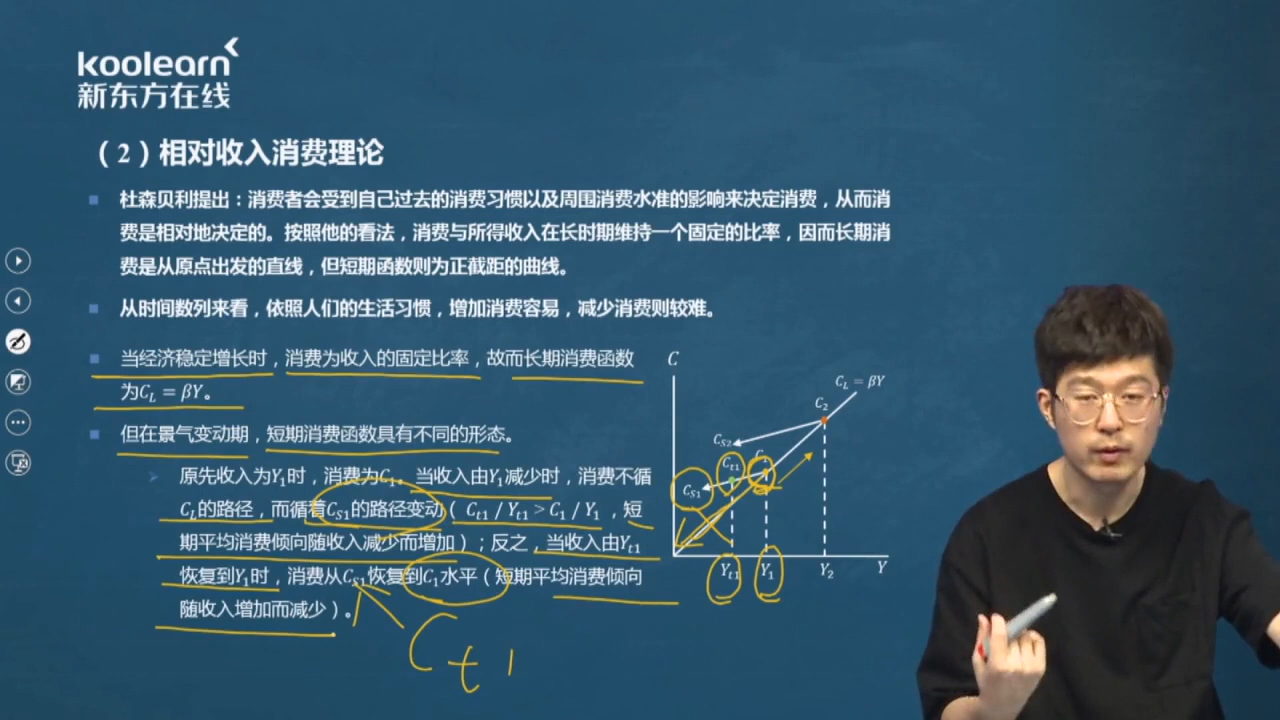 koolearn
新东方在线
（2）相对收入消费理论
杜森贝利提出：消费者会受到自己过去的消费习惯以及周围消费水准的影响来决定消费，从而消
费是相对地决定的。按照他的看法，消费与所得收入在长时期维持一个固定的比率，因而长期消
费是从原点出发的直线，但短期函数则为正截距的曲线。
从时间数列来看，依照人们的生活习惯，增加消费容易，减少消费则较难。
当经济稳定增长时，消费为收入的固定比率，故而长期消费函数
为C_L = βY。
但在景气变动期，短期消费函数具有不同的形态。
原先收入为Y₁时，消费为C₁。当收入由Y₁减少时，消费不循
C_L的路径，而循着C_S1的路径变动（ C_t1 / Y_t1 > C₁ / Y₁ ，短
期平均消费倾向随收入减少而增加）；反之，当收入由Y_t1
恢复到Y₁时，消费从C_S1恢复到C₁水平（短期平均消费倾向
随收入增加而减少）。
C
C_L = βY
C₂
C_S2
C_t1
C₁
C_S1
Y_t1
Y₁
Y₂
Y
C_t1